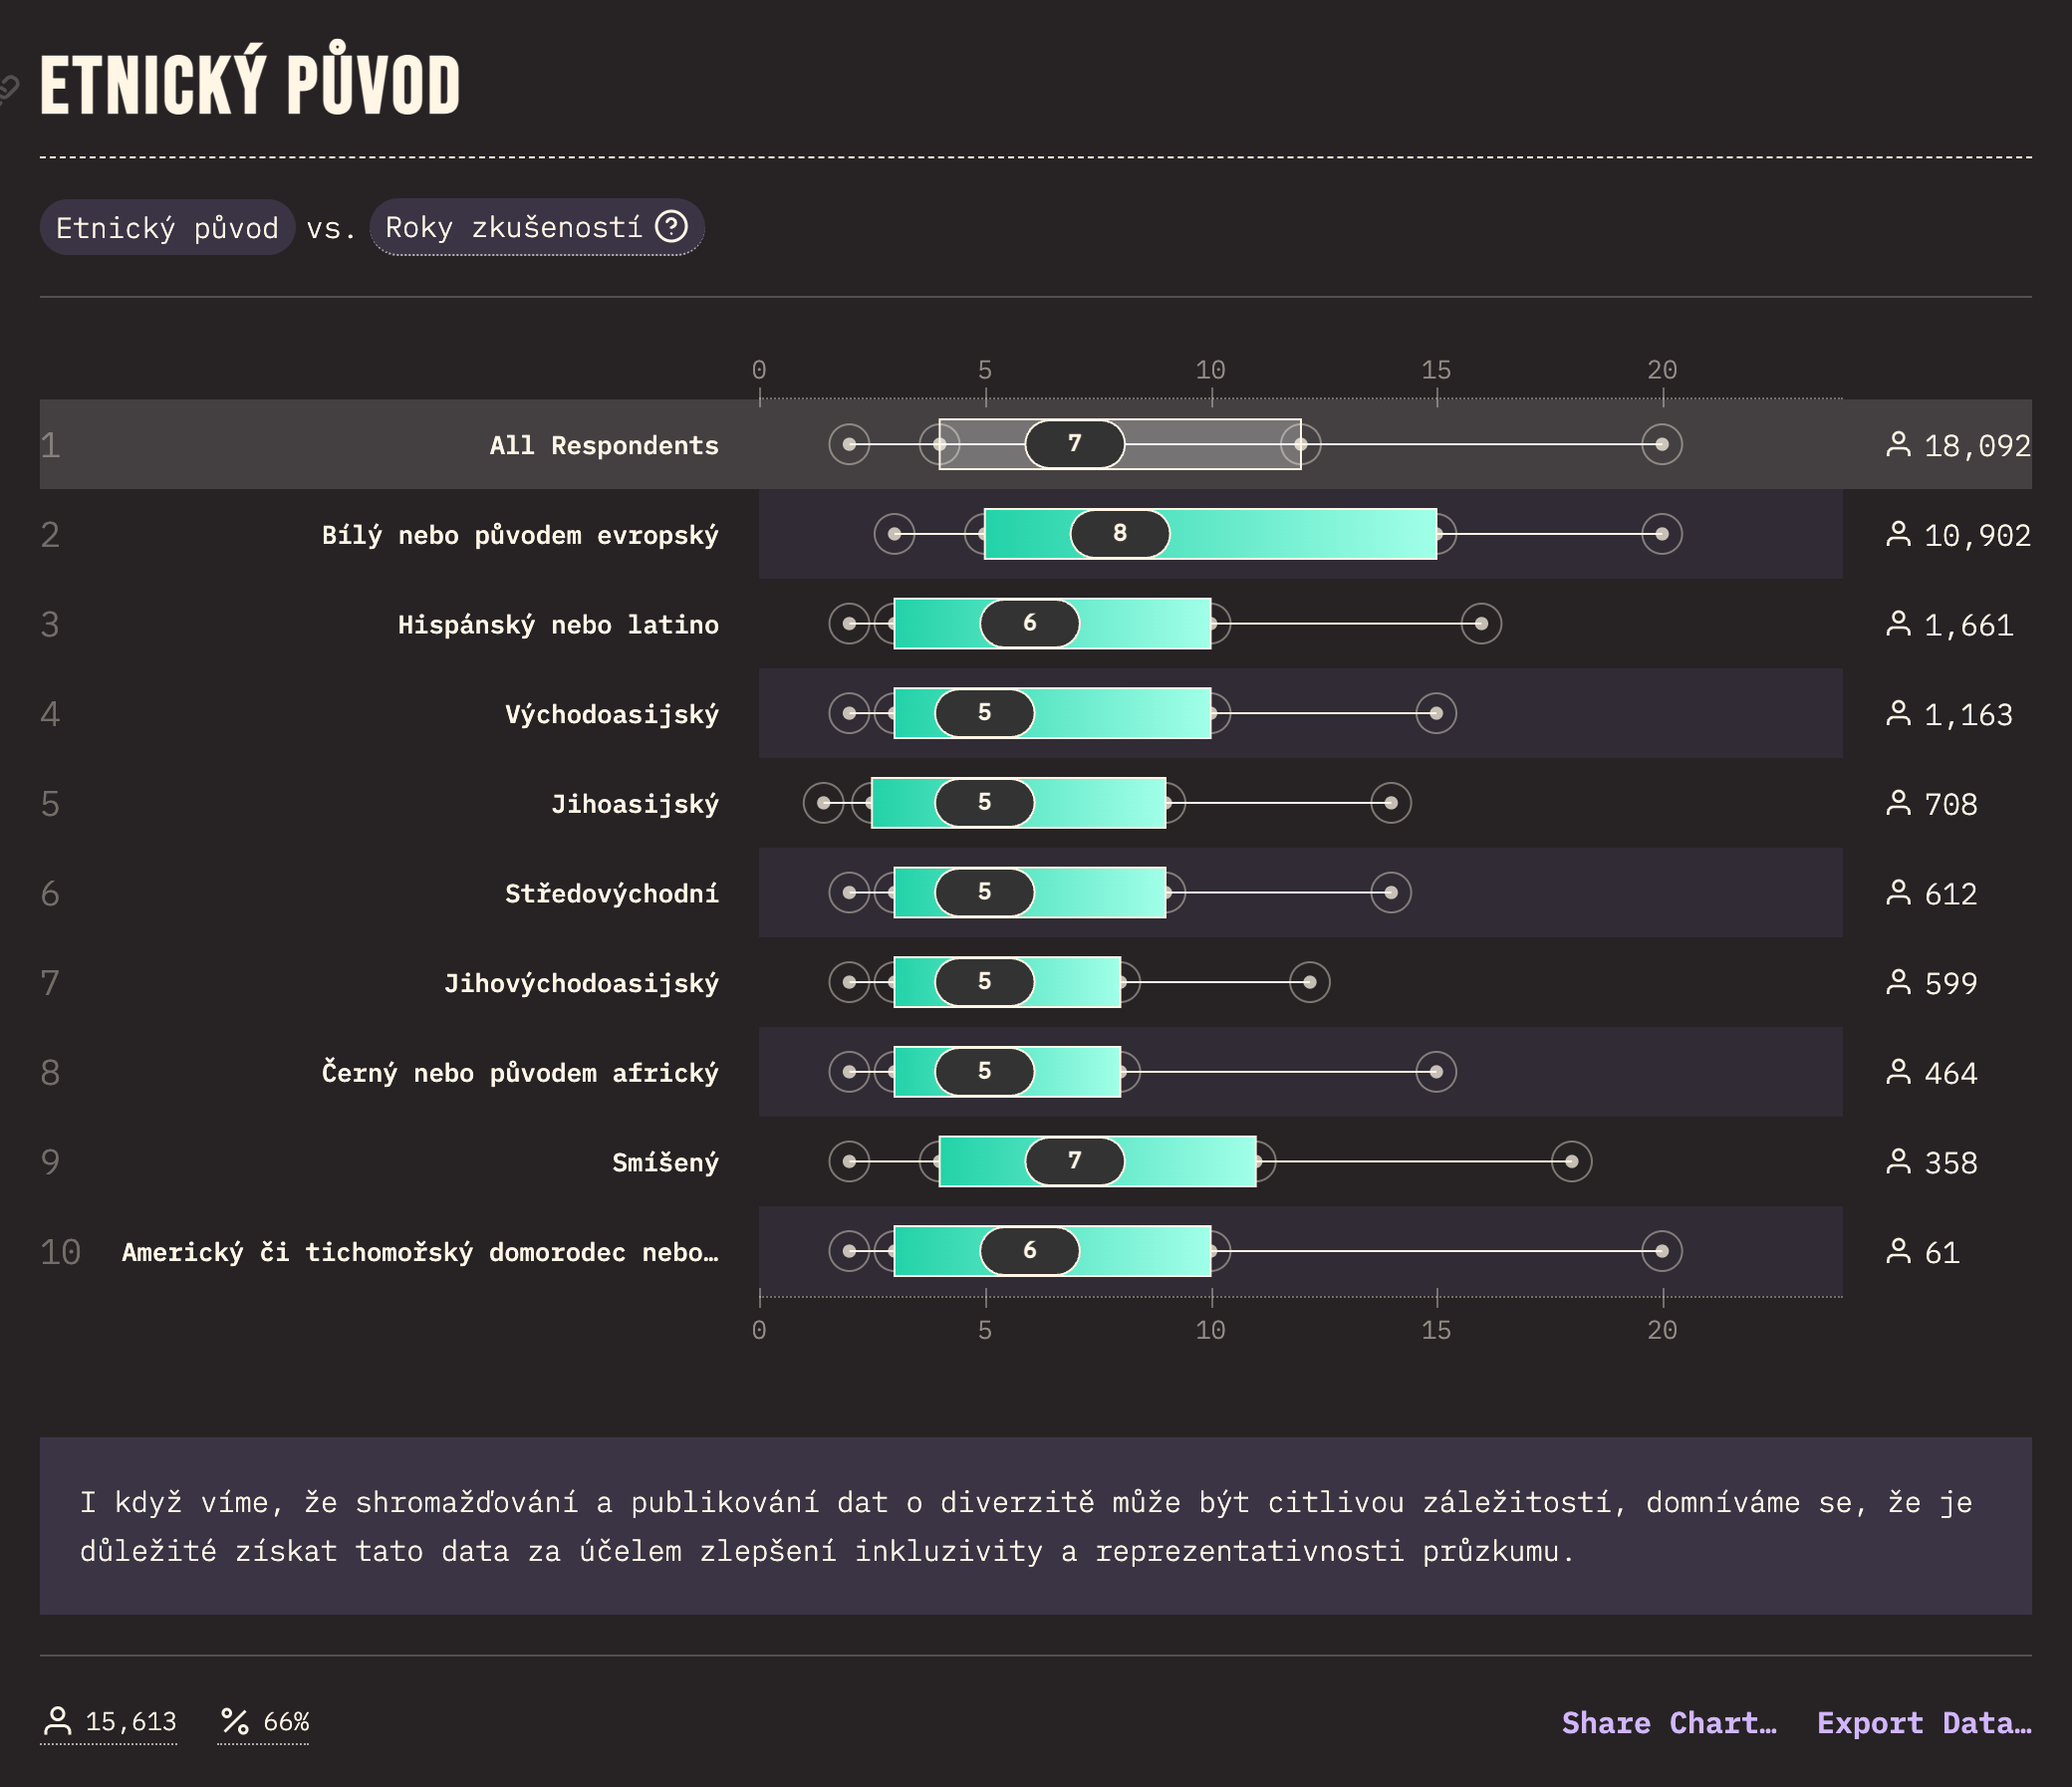 ETNICKÝ PŮVOD
Etnický původ vs. Roky zkušeností
0 5 10 15 20
1 All Respondents 7 18,092
2 Bílý nebo původem evropský 8 10,902
3 Hispánský nebo latino 6 1,661
4 Východoasijský 5 1,163
5 Jihoasijský 5 708
6 Středovýchodní 5 612
7 Jihovýchodoasijský 5 599
8 Černý nebo původem africký 5 464
9 Smíšený 7 358
10 Americký či tichomořský domorodec nebo… 6 61
0 5 10 15 20
I když víme, že shromažďování a publikování dat o diverzitě může být citlivou záležitostí, domníváme se, že je
důležité získat tato data za účelem zlepšení inkluzivity a reprezentativnosti průzkumu.
15,613 66% Share Chart… Export Data…